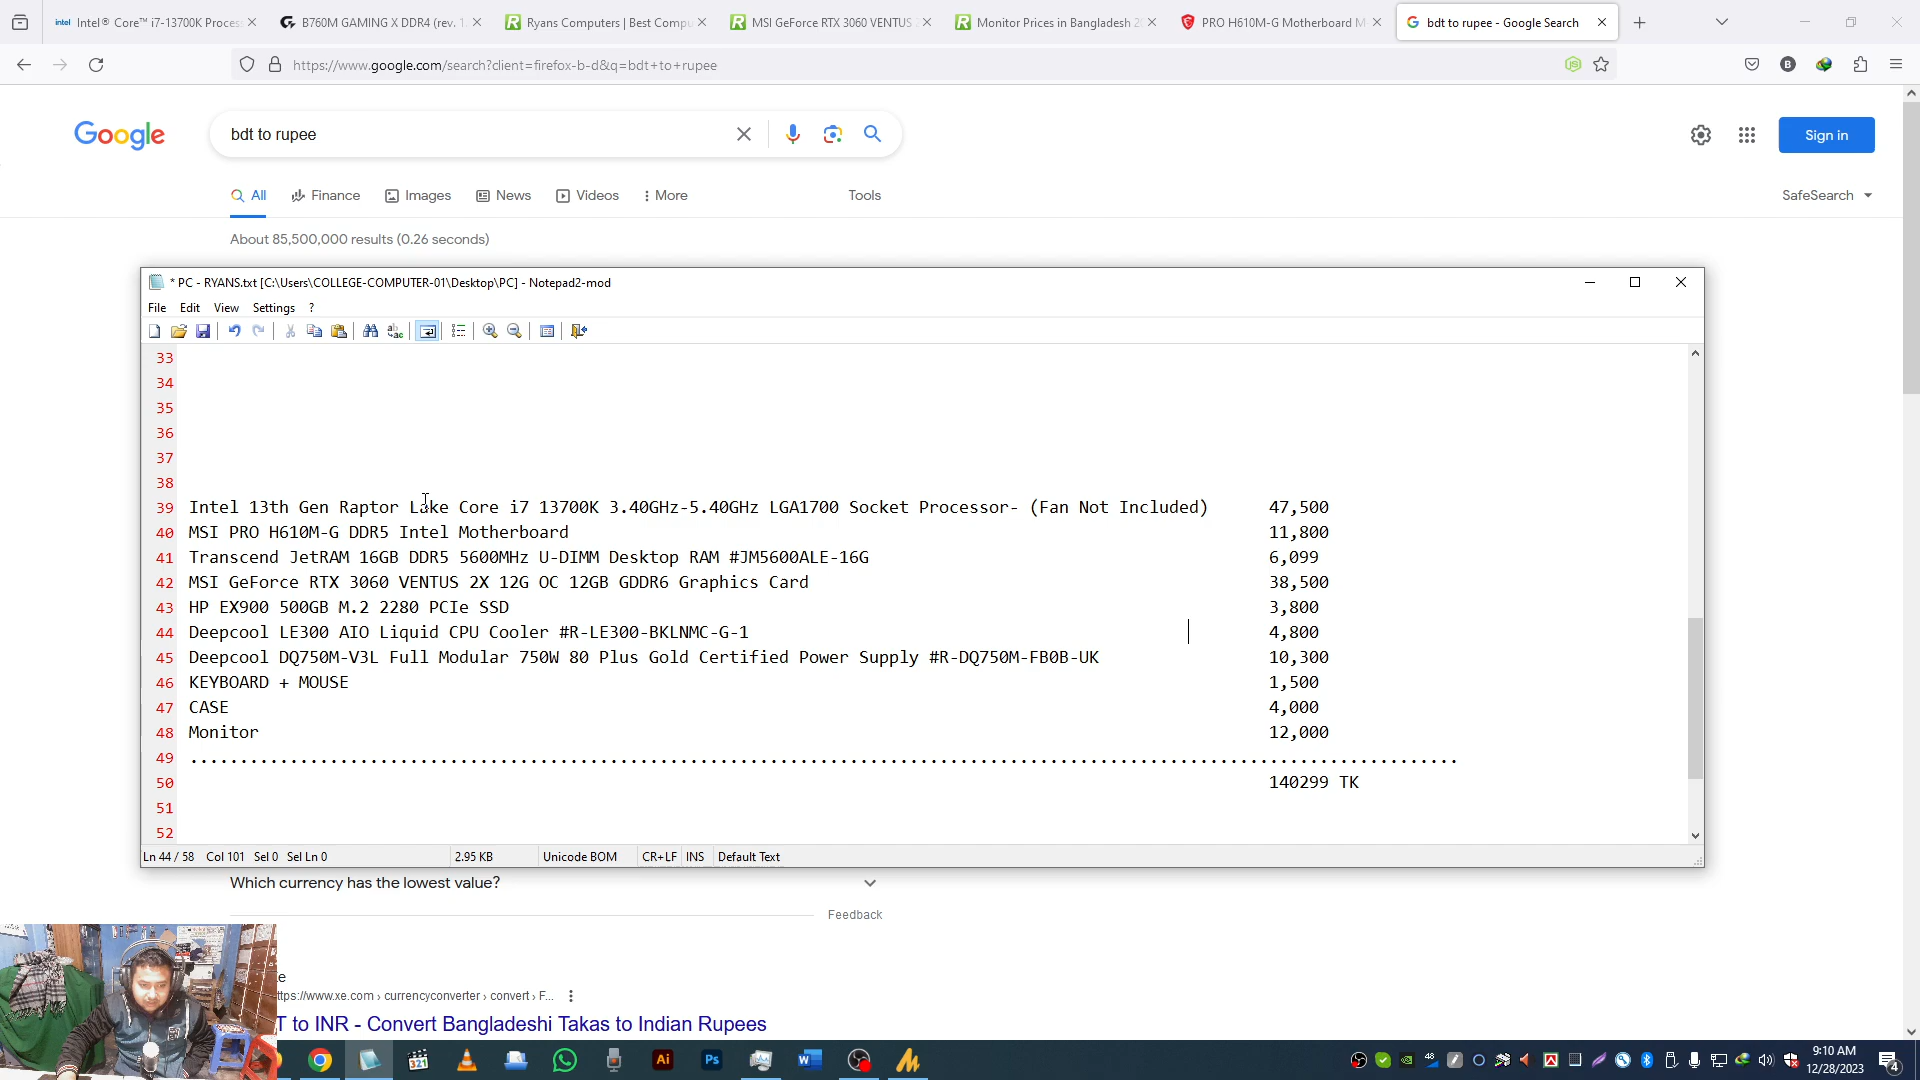 Intel® Core™ i7-13700K Process
B760M GAMING X DDR4 (rev. 1.
Ryans Computers | Best Compu
MSI GeForce RTX 3060 VENTUS 2
Monitor Prices in Bangladesh 20
PRO H610M-G Motherboard M
bdt to rupee - Google Search
https://www.google.com/search?client=firefox-b-d&q=bdt+to+rupee
Google
bdt to rupee
Sign in
All
Finance
Images
News
Videos
More
Tools
SafeSearch
About 85,500,000 results (0.26 seconds)
* PC - RYANS.txt [C:\Users\COLLEGE-COMPUTER-01\Desktop\PC] - Notepad2-mod
File Edit View Settings ?
33
34
35
36
37
38
39 Intel 13th Gen Raptor Lake Core i7 13700K 3.40GHz-5.40GHz LGA1700 Socket Processor- (Fan Not Included) 47,500
40 MSI PRO H610M-G DDR5 Intel Motherboard 11,800
41 Transcend JetRAM 16GB DDR5 5600MHz U-DIMM Desktop RAM #JM5600ALE-16G 6,099
42 MSI GeForce RTX 3060 VENTUS 2X 12G OC 12GB GDDR6 Graphics Card 38,500
43 HP EX900 500GB M.2 2280 PCIe SSD 3,800
44 Deepcool LE300 AIO Liquid CPU Cooler #R-LE300-BKLNMC-G-1 4,800
45 Deepcool DQ750M-V3L Full Modular 750W 80 Plus Gold Certified Power Supply #R-DQ750M-FB0B-UK 10,300
46 KEYBOARD + MOUSE 1,500
47 CASE 4,000
48 Monitor 12,000
49 ...............................................................................................................................
50 140299 TK
51
52
Ln 44 / 58 Col 101 Sel 0 Sel Ln 0 2.95 KB Unicode BOM CR+LF INS Default Text
Which currency has the lowest value?
Feedback
e
ttps://www.xe.com › currencyconverter › convert › F...
T to INR - Convert Bangladeshi Takas to Indian Rupees
9:10 AM
12/28/2023